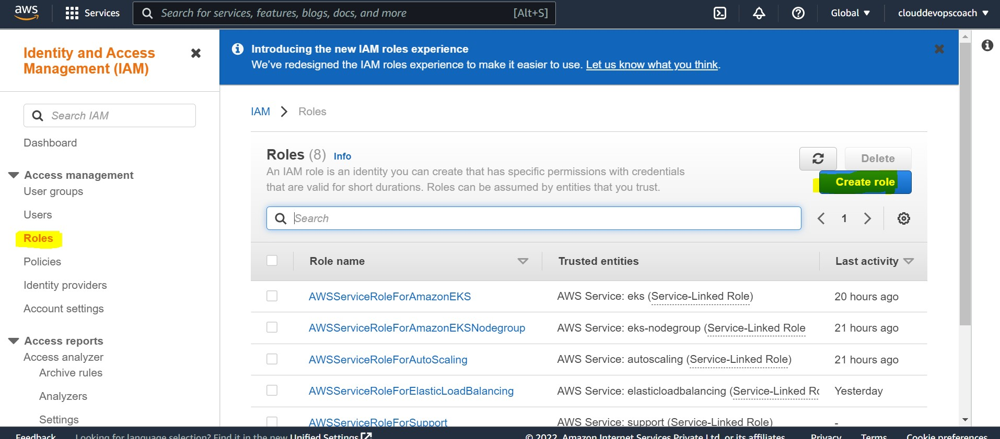 aws
Services
Search for services, features, blogs, docs, and more
[Alt+S]
Global
clouddevopscoach
Identity and Access
Management (IAM)
Search IAM
Dashboard
Access management
User groups
Users
Roles
Policies
Identity providers
Account settings
Access reports
Access analyzer
Archive rules
Analyzers
Settings
Introducing the new IAM roles experience
We've redesigned the IAM roles experience to make it easier to use. Let us know what you think.
IAM > Roles
Roles (8) Info
An IAM role is an identity you can create that has specific permissions with credentials
that are valid for short durations. Roles can be assumed by entities that you trust.
Delete
Create role
Search
1
Role name Trusted entities Last activity
AWSServiceRoleForAmazonEKS AWS Service: eks (Service-Linked Role) 20 hours ago
AWSServiceRoleForAmazonEKSNodegroup AWS Service: eks-nodegroup (Service-Linked Role 21 hours ago
AWSServiceRoleForAutoScaling AWS Service: autoscaling (Service-Linked Role) 21 hours ago
AWSServiceRoleForElasticLoadBalancing AWS Service: elasticloadbalancing (Service-Linked Ro Yesterday
AWSServiceRoleForSupport AWS Service: support (Service-Linked Role) -
Feedback Looking for language selection? Find it in the new Unified Settings © 2022, Amazon Internet Services Private Ltd. or its affiliates. Privacy Terms Cookie preferences